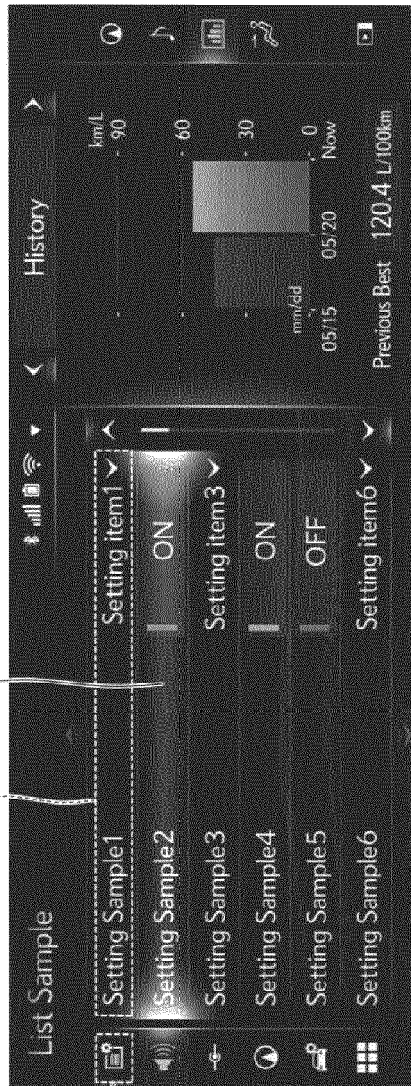 List Sample
Setting Sample1 Setting item1
Setting Sample2 ON
Setting Sample3 Setting item3
Setting Sample4 ON
Setting Sample5 OFF
Setting Sample6 Setting item6
History
km/L
90
60
30
0
mm/dd
05/15 05/20 Now
Previous Best 120.4 L/100km